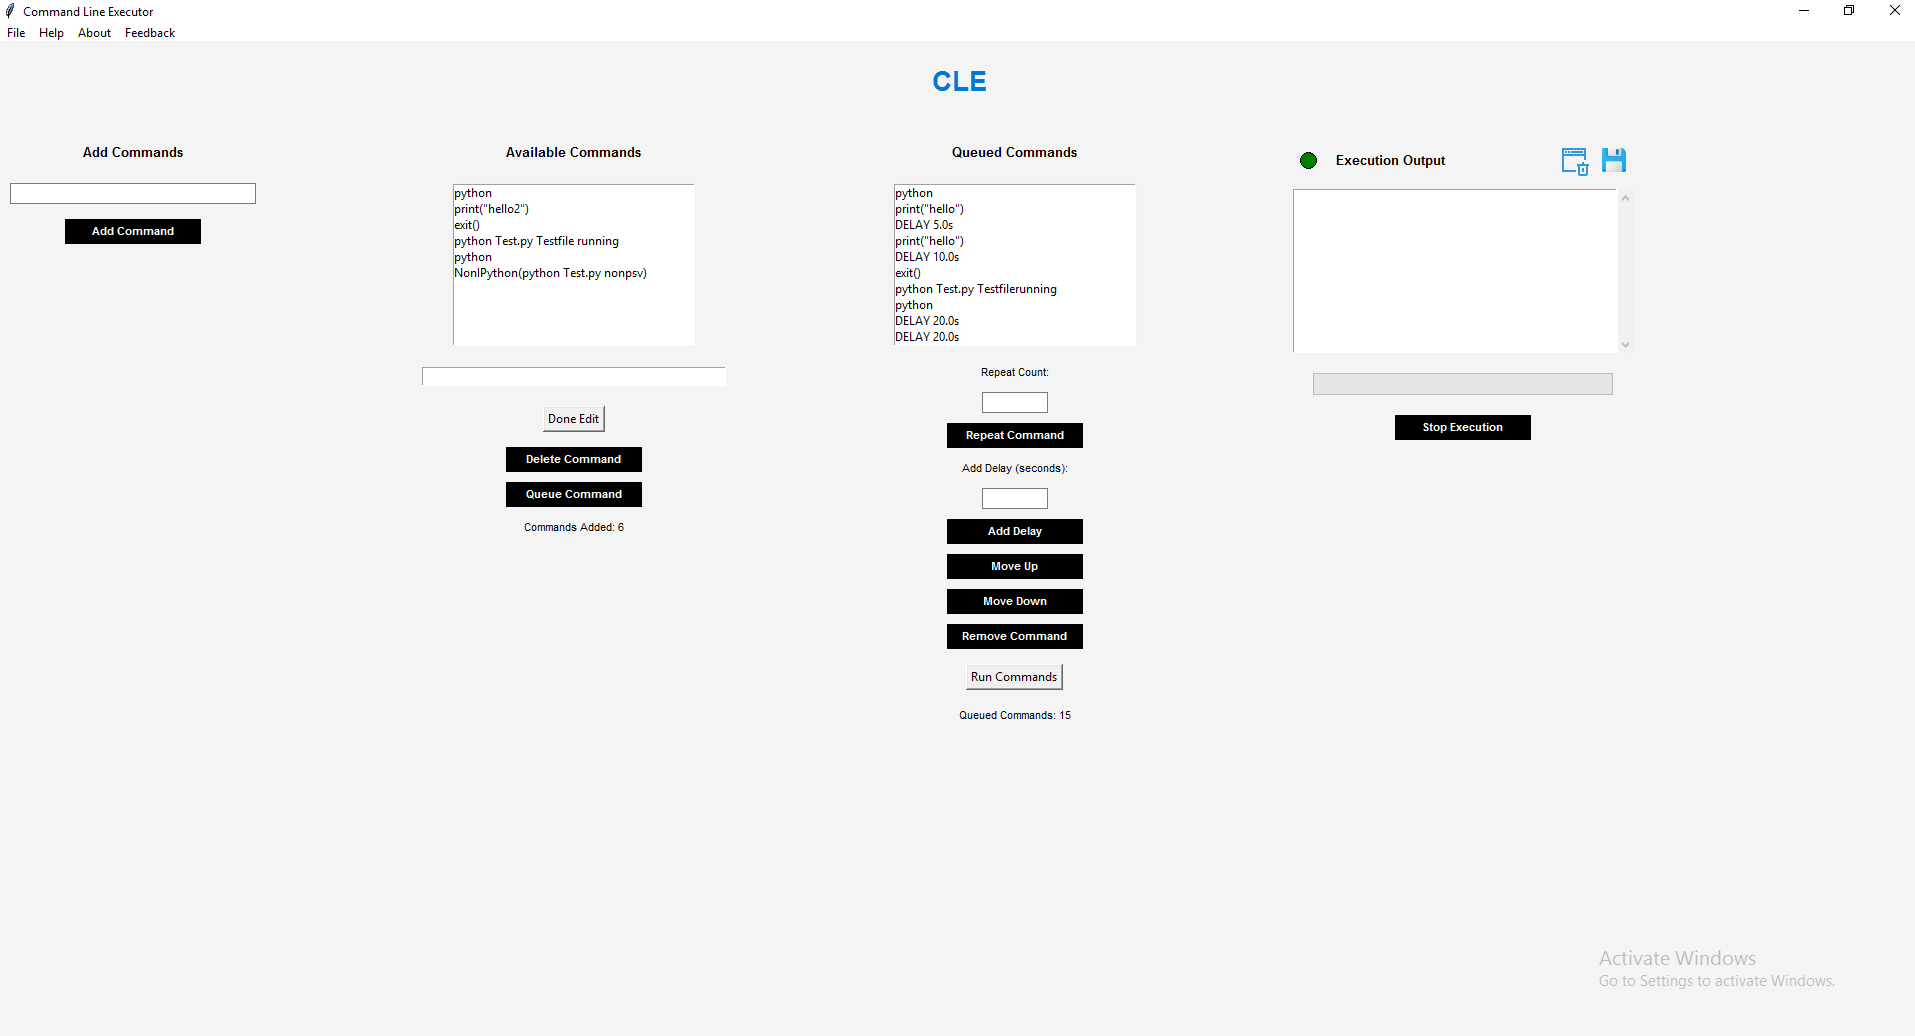 Command Line Executor
File Help About Feedback
CLE
Add Commands
Add Command
Available Commands
python
print("hello2")
exit()
python Test.py Testfile running
python
NonIPython(python Test.py nonpsv)
Done Edit
Delete Command
Queue Command
Commands Added: 6
Queued Commands
python
print("hello")
DELAY 5.0s
print("hello")
DELAY 10.0s
exit()
python Test.py Testfilerunning
python
DELAY 20.0s
DELAY 20.0s
Repeat Count:
Repeat Command
Add Delay (seconds):
Add Delay
Move Up
Move Down
Remove Command
Run Commands
Queued Commands: 15
Execution Output
Stop Execution
Activate Windows
Go to Settings to activate Windows.